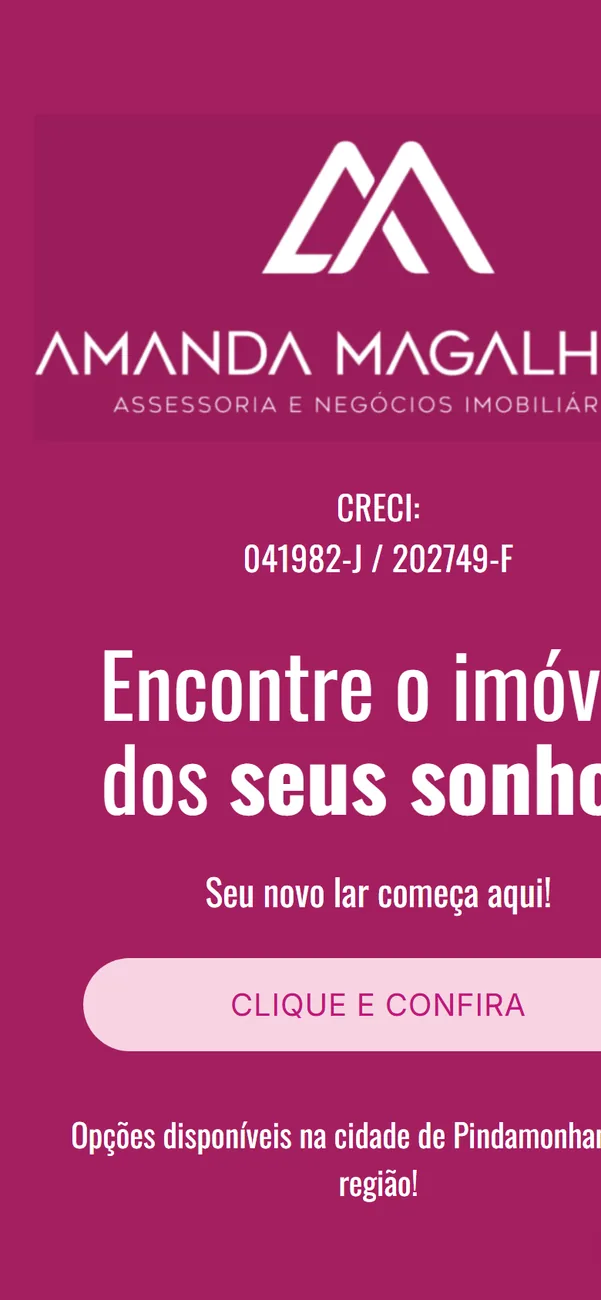 AMANDA MAGALH
ASSESSORIA E NEGÓCIOS IMOBILIÁR
CRECI:
041982-J / 202749-F
Encontre o imóv
dos seus sonho
Seu novo lar começa aqui!
CLIQUE E CONFIRA
Opções disponíveis na cidade de Pindamonhan
região!